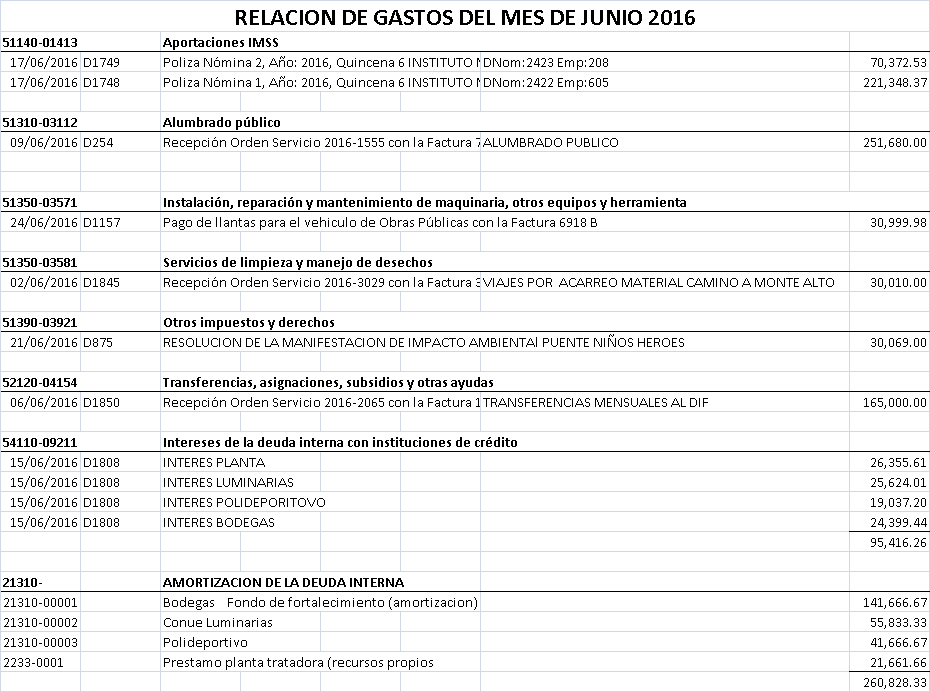 RELACION DE GASTOS DEL MES DE JUNIO 2016
51140-01413 Aportaciones IMSS
17/06/2016 D1749 Poliza Nómina 2, Año: 2016, Quincena 6 INSTITUTO DNom:2423 Emp:208 70,372.53
17/06/2016 D1748 Poliza Nómina 1, Año: 2016, Quincena 6 INSTITUTO DNom:2422 Emp:605 221,348.37
51310-03112 Alumbrado público
09/06/2016 D254 Recepción Orden Servicio 2016-1555 con la Factura ALUMBRADO PUBLICO 251,680.00
51350-03571 Instalación, reparación y mantenimiento de maquinaria, otros equipos y herramienta
24/06/2016 D1157 Pago de llantas para el vehiculo de Obras Públicas con la Factura 6918 B 30,999.98
51350-03581 Servicios de limpieza y manejo de desechos
02/06/2016 D1845 Recepción Orden Servicio 2016-3029 con la Factura VIAJES POR ACARREO MATERIAL CAMINO A MONTE ALTO 30,010.00
51390-03921 Otros impuestos y derechos
21/06/2016 D875 RESOLUCION DE LA MANIFESTACION DE IMPACTO AMBIENTAl PUENTE NIÑOS HEROES 30,069.00
52120-04154 Transferencias, asignaciones, subsidios y otras ayudas
06/06/2016 D1850 Recepción Orden Servicio 2016-2065 con la Factura 1 TRANSFERENCIAS MENSUALES AL DIF 165,000.00
54110-09211 Intereses de la deuda interna con instituciones de crédito
15/06/2016 D1808 INTERES PLANTA 26,355.61
15/06/2016 D1808 INTERES LUMINARIAS 25,624.01
15/06/2016 D1808 INTERES POLIDEPORITOVO 19,037.20
15/06/2016 D1808 INTERES BODEGAS 24,399.44
95,416.26
21310- AMORTIZACION DE LA DEUDA INTERNA
21310-00001 Bodegas Fondo de fortalecimiento (amortizacion) 141,666.67
21310-00002 Conue Luminarias 55,833.33
21310-00003 Polideportivo 41,666.67
2233-0001 Prestamo planta tratadora (recursos propios 21,661.66
260,828.33